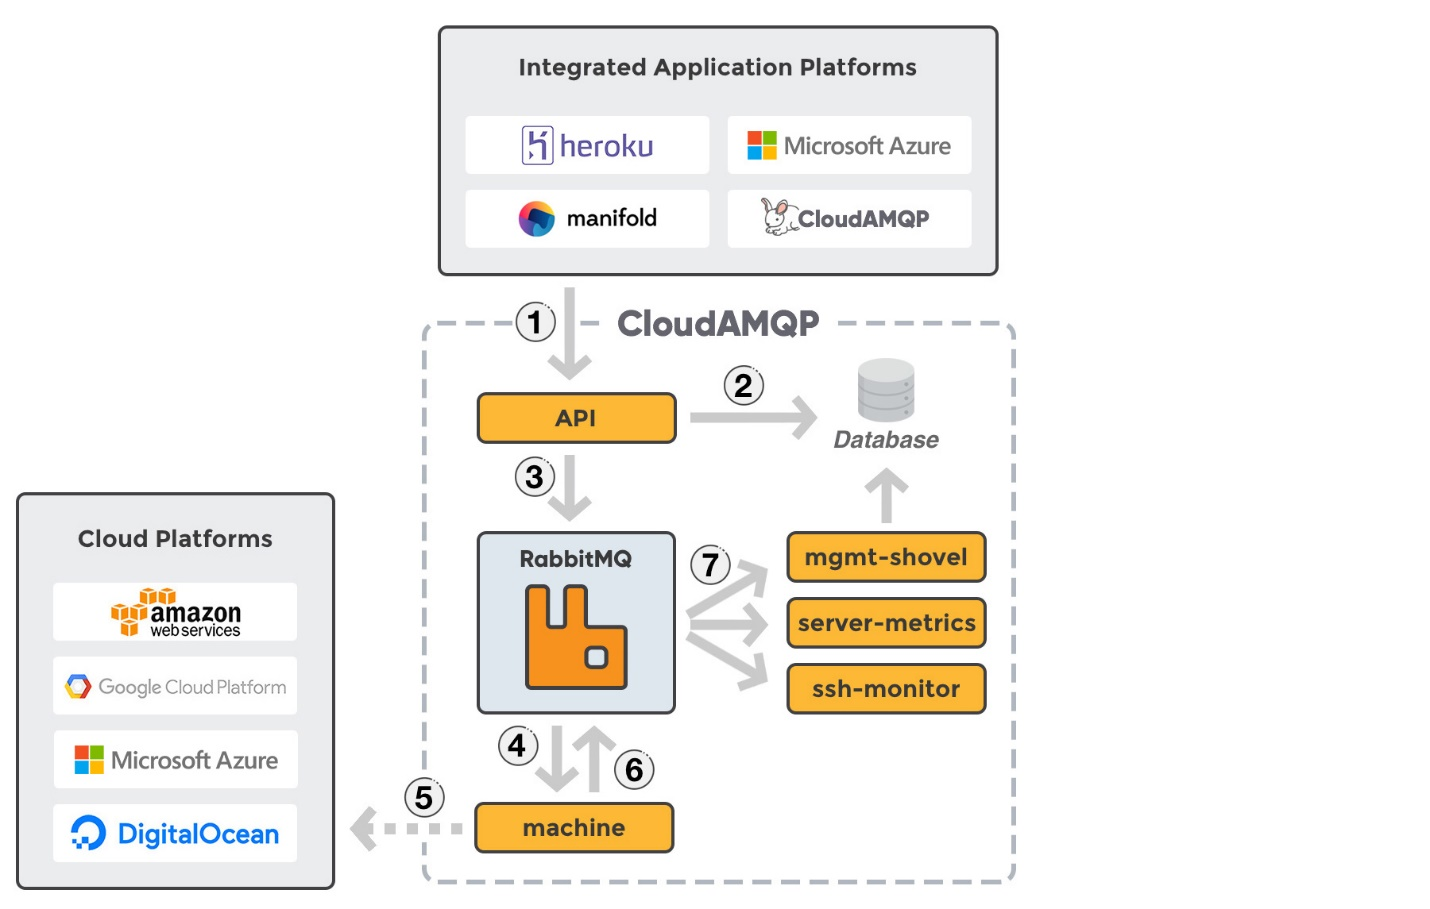 Integrated Application Platforms
heroku
Microsoft Azure
manifold
CloudAMQP
1
CloudAMQP
API
2
Database
3
RabbitMQ
7
mgmt-shovel
server-metrics
ssh-monitor
4
6
machine
5
Cloud Platforms
amazon
web services
Google Cloud Platform
Microsoft Azure
DigitalOcean